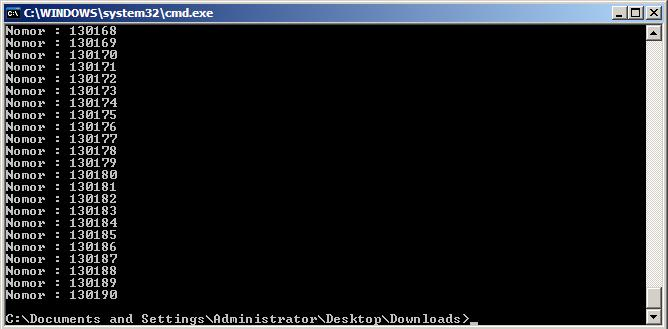 C:\WINDOWS\system32\cmd.exe
Nomor : 130168
Nomor : 130169
Nomor : 130170
Nomor : 130171
Nomor : 130172
Nomor : 130173
Nomor : 130174
Nomor : 130175
Nomor : 130176
Nomor : 130177
Nomor : 130178
Nomor : 130179
Nomor : 130180
Nomor : 130181
Nomor : 130182
Nomor : 130183
Nomor : 130184
Nomor : 130185
Nomor : 130186
Nomor : 130187
Nomor : 130188
Nomor : 130189
Nomor : 130190
C:\Documents and Settings\Administrator\Desktop\Downloads>_